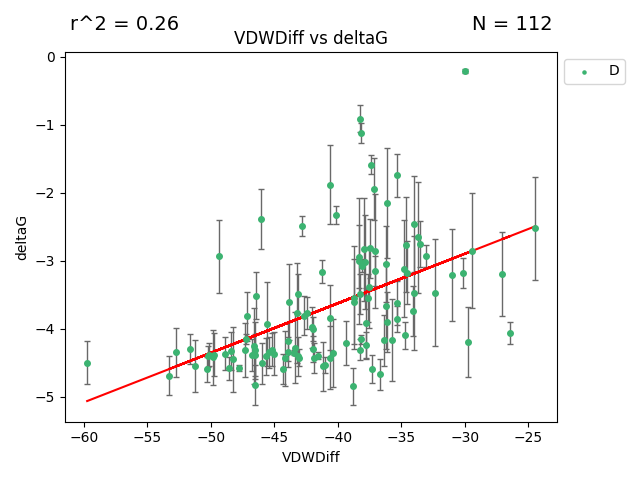 r^2 = 0.26 N = 112
VDWDiff vs deltaG
D
deltaG
0
−1
−2
−3
−4
−5
−60 −55 −50 −45 −40 −35 −30 −25
VDWDiff